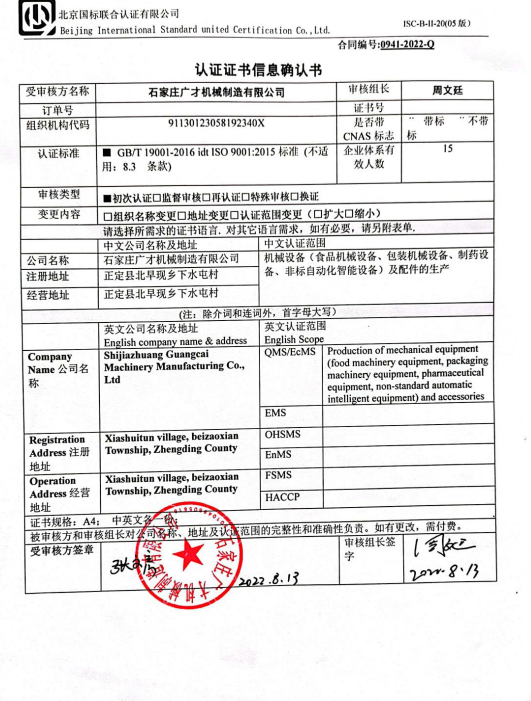 北京国标联合认证有限公司
Beijing International Standard united Certification Co.,Ltd.
ISC-B-II-20(05 版)
合同编号:0941-2022-Q
认证证书信息确认书
受审核方名称 石家庄广才机械制造有限公司 审核组长 周文廷
订单号 证书号
组织机构代码 91130123058192340X 是否带 CNAS 标志 ¨ 带标 ¨不带标
认证标准 ■ GB/T 19001-2016 idt ISO 9001:2015 标准 (不适用: 8.3 条款) 企业体系有效人数 15
审核类型 ■初次认证□监督审核□再认证□特殊审核□换证
变更内容 □组织名称变更□地址变更□认证范围变更（□扩大□缩小）
请选择所需求的证书语言. 对其它语言需求，如有必要，请另附表单.
中文公司名称及地址 中文认证范围
公司名称 石家庄广才机械制造有限公司 机械设备（食品机械设备、包装机械设备、制药设备、非标自动化智能设备）及配件的生产
注册地址 正定县北早现乡下水屯村
经营地址 正定县北早现乡下水屯村
(注: 除介词和连词外，首字母大写)
英文公司名称及地址 英文认证范围
English company name & address English Scope
Company Name 公司名称 Shijiazhuang Guangcai Machinery Manufacturing Co., Ltd
QMS/EcMS Production of mechanical equipment (food machinery equipment, packaging machinery equipment, pharmaceutical equipment, non-standard automatic intelligent equipment) and accessories
EMS
Registration Address 注册地址 Xiashuitun village, beizaoxian Township, Zhengding County
OHSMS
EnMS
Operation Address 经营地址 Xiashuitun village, beizaoxian Township, Zhengding County
FSMS
HACCP
证书规格: A4; 中英文各一
被审核方和审核组长对公司名称、地址及认证范围的完整性和准确性负责。如有更改，需付费。
受审核方签章 2022.8.13 审核组长签字 周文廷 2022.8.13
石家庄广才机械制造有限公司